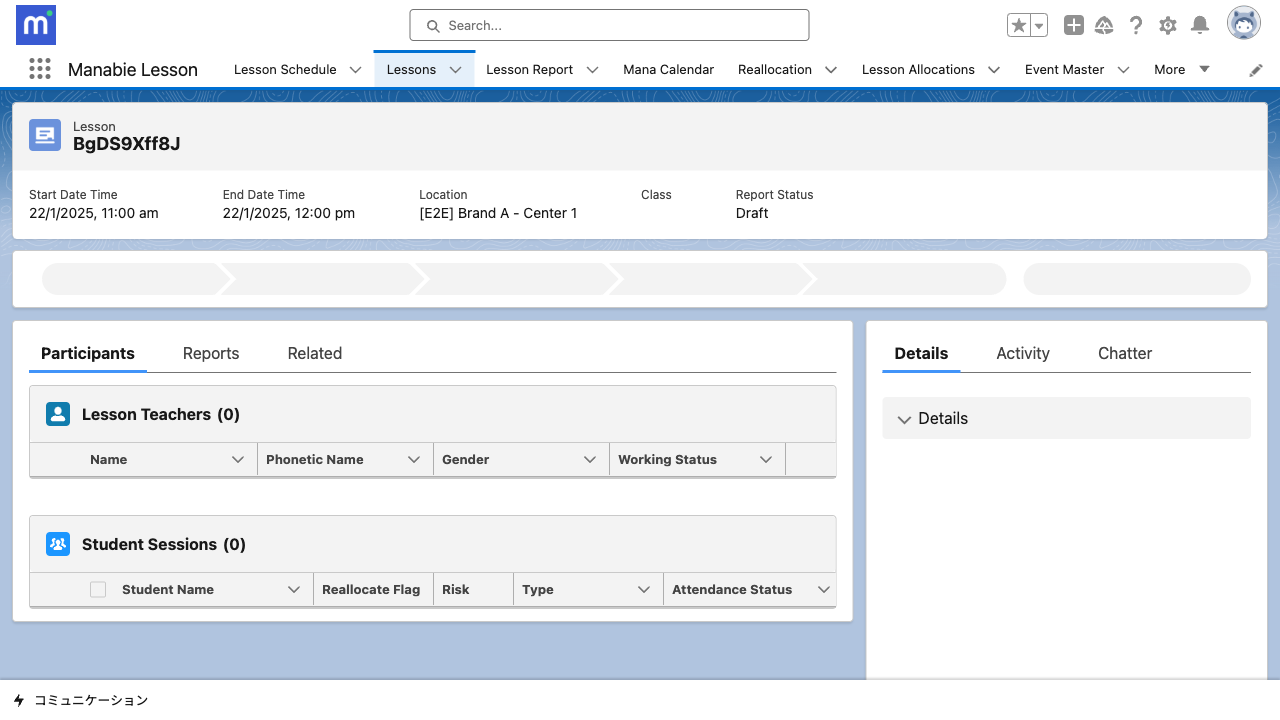 m
Search...
Manabie Lesson
Lesson Schedule
Lessons
Lesson Report
Mana Calendar
Reallocation
Lesson Allocations
Event Master
More
Lesson
BgDS9Xff8J
Start Date Time
22/1/2025, 11:00 am
End Date Time
22/1/2025, 12:00 pm
Location
[E2E] Brand A - Center 1
Class
Report Status
Draft
Participants
Reports
Related
Lesson Teachers (0)
Name
Phonetic Name
Gender
Working Status
Student Sessions (0)
Student Name
Reallocate Flag
Risk
Type
Attendance Status
Details
Activity
Chatter
Details
コミュニケーション